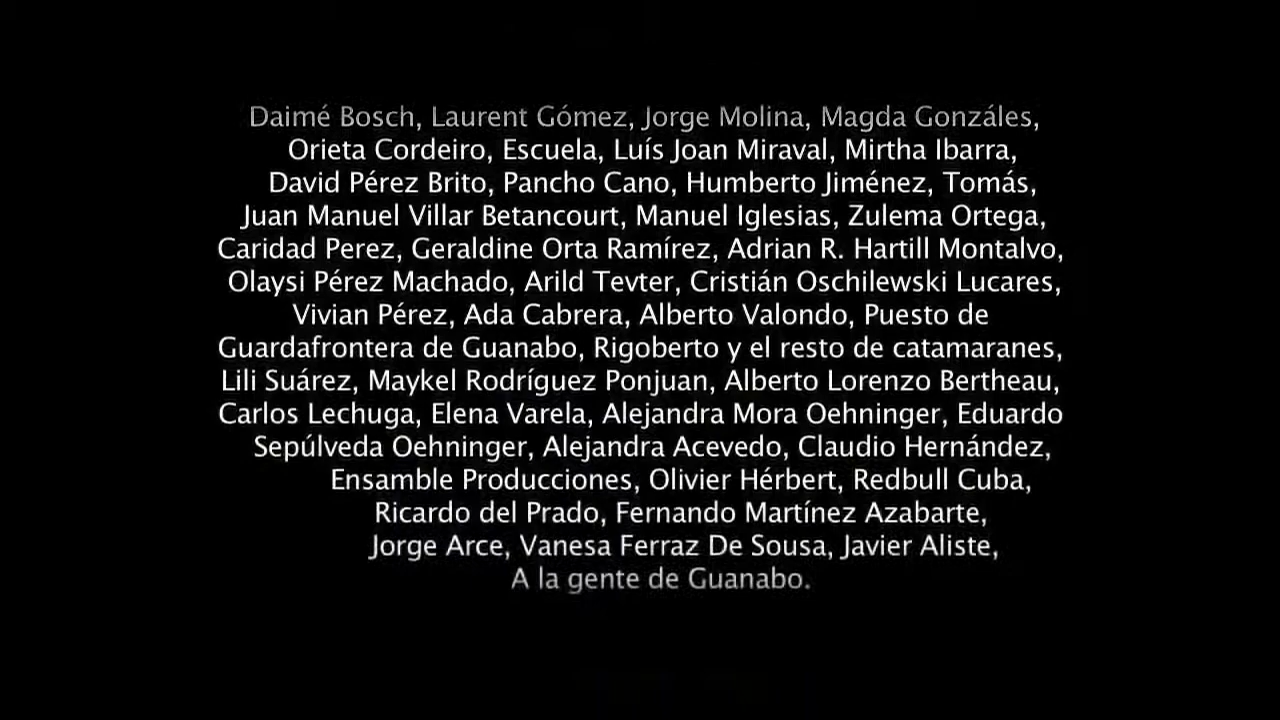 Daimé Bosch, Laurent Gómez, Jorge Molina, Magda Gonzáles,
Orieta Cordeiro, Escuela, Luís Joan Miraval, Mirtha Ibarra,
David Pérez Brito, Pancho Cano, Humberto Jiménez, Tomás,
Juan Manuel Villar Betancourt, Manuel Iglesias, Zulema Ortega,
Caridad Perez, Geraldine Orta Ramírez, Adrian R. Hartill Montalvo,
Olaysi Pérez Machado, Arild Tevter, Cristián Oschilewski Lucares,
Vivian Pérez, Ada Cabrera, Alberto Valondo, Puesto de
Guardafrontera de Guanabo, Rigoberto y el resto de catamaranes,
Lili Suárez, Maykel Rodríguez Ponjuan, Alberto Lorenzo Bertheau,
Carlos Lechuga, Elena Varela, Alejandra Mora Oehninger, Eduardo
Sepúlveda Oehninger, Alejandra Acevedo, Claudio Hernández,
Ensamble Producciones, Olivier Hérbert, Redbull Cuba,
Ricardo del Prado, Fernando Martínez Azabarte,
Jorge Arce, Vanesa Ferraz De Sousa, Javier Aliste,
A la gente de Guanabo.